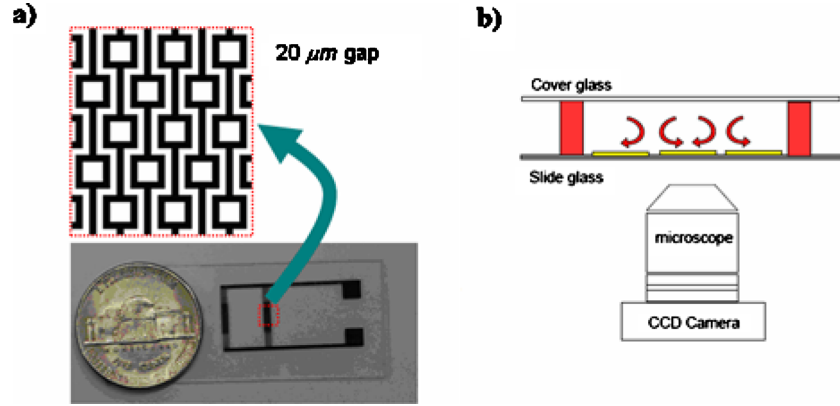 a)
20 μm gap
b)
Cover glass
Slide glass
microscope
CCD Camera